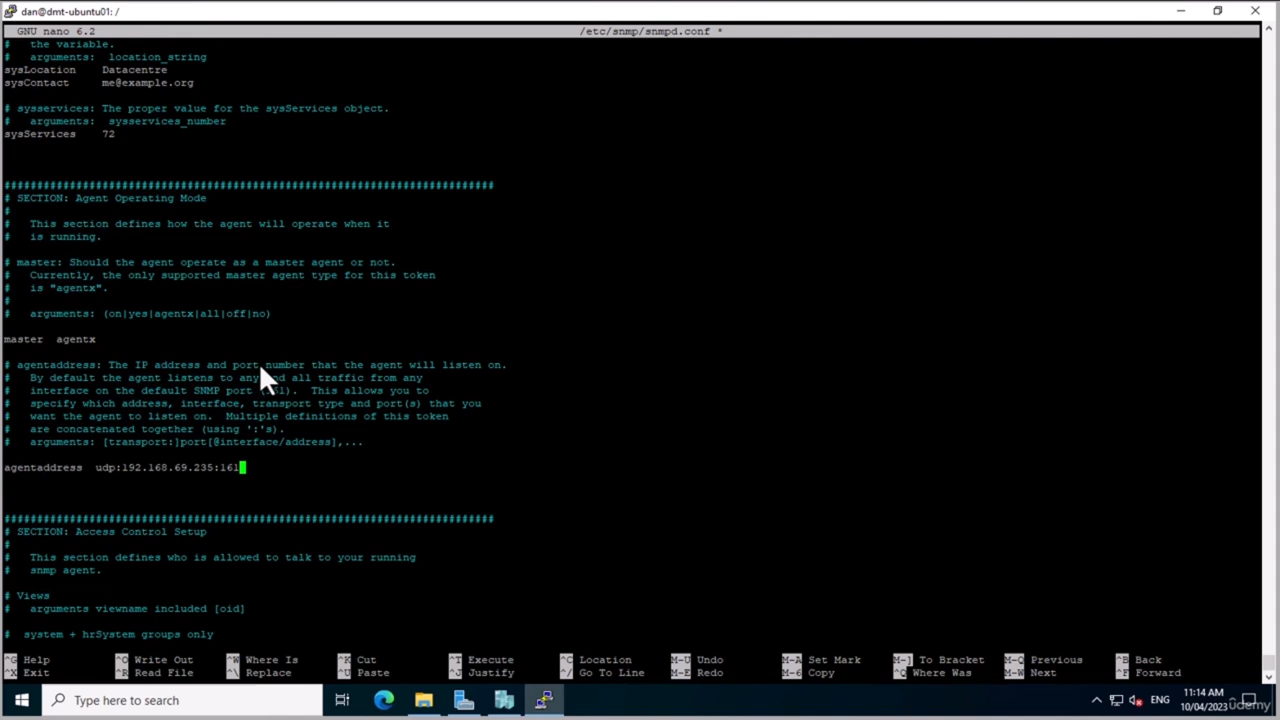 dan@dmt-ubuntu01: /
GNU nano 6.2 /etc/snmp/snmpd.conf *
# the variable.
# arguments: location_string
sysLocation Datacentre
sysContact me@example.org
# sysservices: The proper value for the sysServices object.
# arguments: sysservices_number
sysServices 72
###########################################################################
# SECTION: Agent Operating Mode
#
# This section defines how the agent will operate when it
# is running.
#
# master: Should the agent operate as a master agent or not.
# Currently, the only supported master agent type for this token
# is "agentx".
#
# arguments: (on|yes|agentx|all|off|no)
master agentx
# agentaddress: The IP address and port number that the agent will listen on.
# By default the agent listens to any and all traffic from any
# interface on the default SNMP port ( ). This allows you to
# specify which address, interface, transport type and port(s) that you
# want the agent to listen on. Multiple definitions of this token
# are concatenated together (using ':'s).
# arguments: [transport:]port[@interface/address],...
agentaddress udp:192.168.69.235:161
###########################################################################
# SECTION: Access Control Setup
#
# This section defines who is allowed to talk to your running
# snmp agent.
# Views
# arguments viewname included [oid]
# system + hrSystem groups only
^G Help ^O Write Out ^W Where Is ^K Cut ^T Execute ^C Location M-U Undo M-A Set Mark M-] To Bracket M-Q Previous ^B Back
^X Exit ^R Read File ^\ Replace ^U Paste ^J Justify ^/ Go To Line M-E Redo M-6 Copy ^Q Where Was M-W Next ^F Forward
Type here to search
ENG
11:14 AM
10/04/2023
Udemy